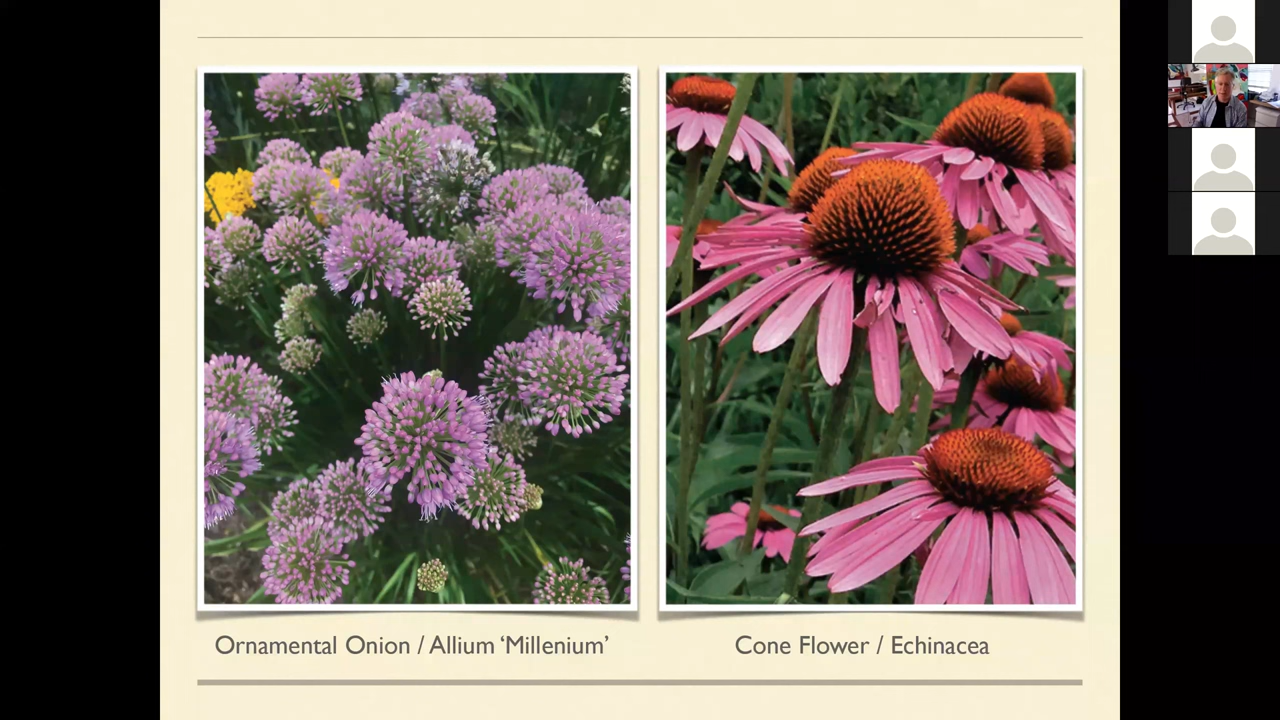 Ornamental Onion / Allium ‘Millenium’
Cone Flower / Echinacea